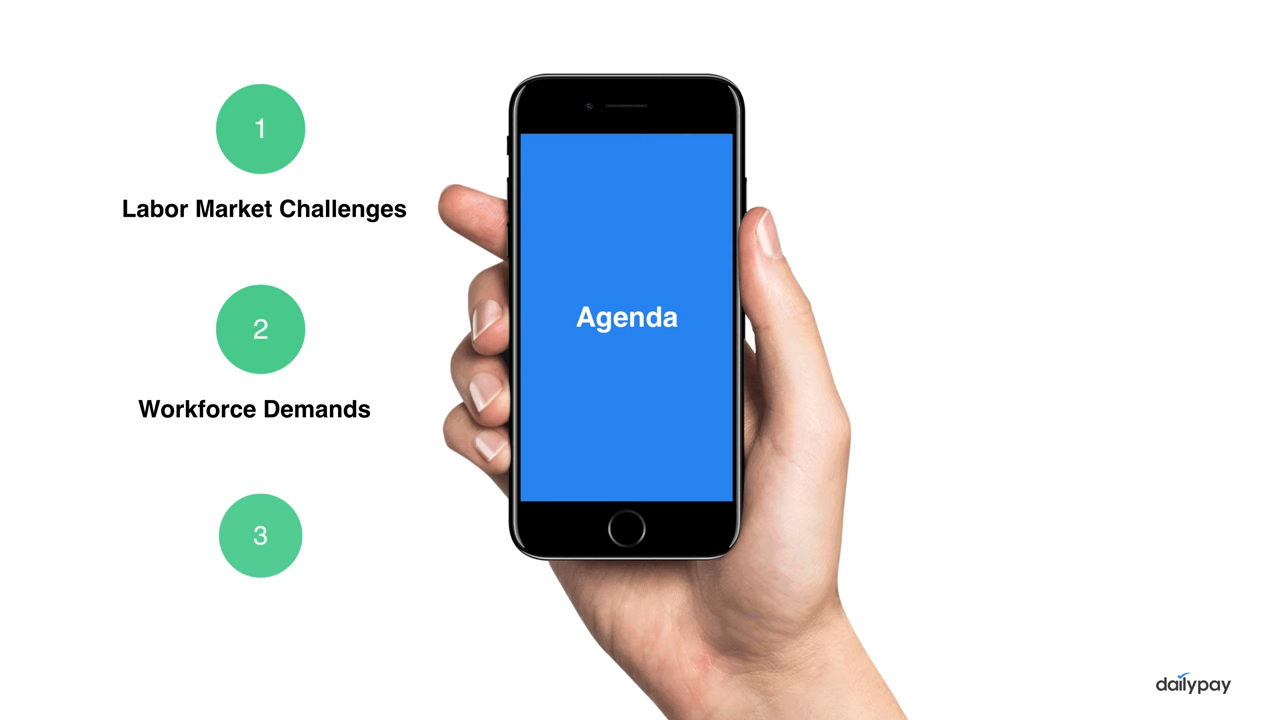 1
Labor Market Challenges
2
Workforce Demands
3
Agenda
dailypay